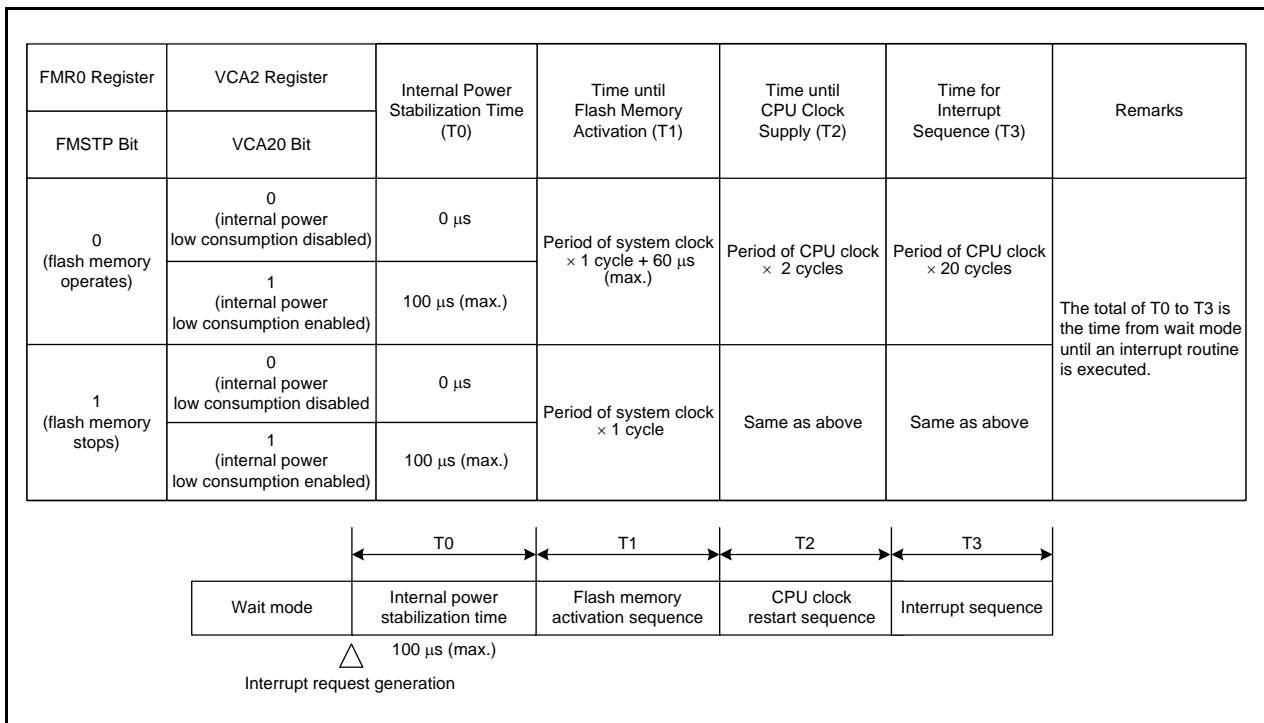 FMR0 Register
VCA2 Register
Internal Power
Stabilization Time
(T0)
Time until
Flash Memory
Activation (T1)
Time until
CPU Clock
Supply (T2)
Time for
Interrupt
Sequence (T3)
Remarks
FMSTP Bit
VCA20 Bit
0
(flash memory
operates)
0
(internal power
low consumption disabled)
0 μs
Period of system clock
× 1 cycle + 60 μs
(max.)
Period of CPU clock
× 2 cycles
Period of CPU clock
× 20 cycles
The total of T0 to T3 is
the time from wait mode
until an interrupt routine
is executed.
1
(internal power
low consumption enabled)
100 μs (max.)
1
(flash memory
stops)
0
(internal power
low consumption disabled
0 μs
Period of system clock
× 1 cycle
Same as above
Same as above
1
(internal power
low consumption enabled)
100 μs (max.)
T0
T1
T2
T3
Wait mode
Internal power
stabilization time
Flash memory
activation sequence
CPU clock
restart sequence
Interrupt sequence
100 μs (max.)
Interrupt request generation